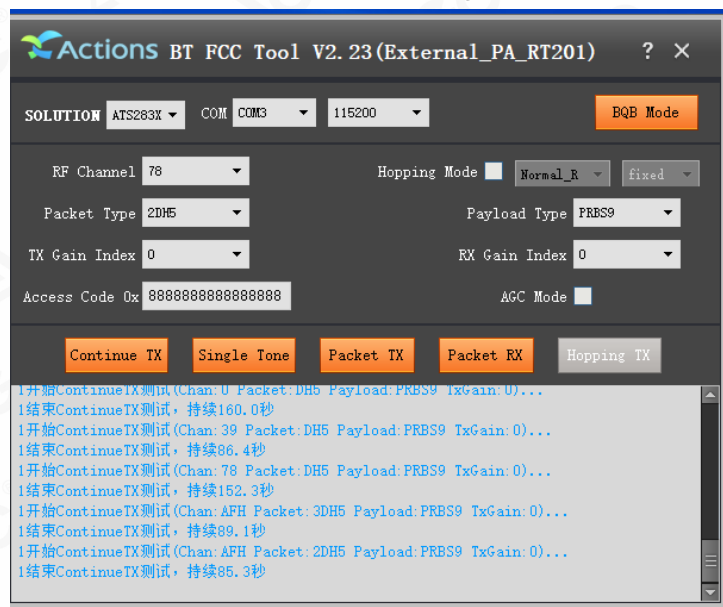 Actions BT FCC Tool V2.23(External_PA_RT201) ? ×
SOLUTION ATS283X COM COM3 115200 BQB Mode
RF Channel 78 Hopping Mode Normal_R fixed
Packet Type 2DH5 Payload Type PRBS9
TX Gain Index 0 RX Gain Index 0
Access Code 0x 8888888888888888 AGC Mode
Continue TX Single Tone Packet TX Packet RX Hopping TX
1开始ContinueTX测试(Chan:0 Packet:DH5 Payload:PRBS9 TxGain:0)...
1结束ContinueTX测试，持续160.0秒
1开始ContinueTX测试(Chan:39 Packet:DH5 Payload:PRBS9 TxGain:0)...
1结束ContinueTX测试，持续86.4秒
1开始ContinueTX测试(Chan:78 Packet:DH5 Payload:PRBS9 TxGain:0)...
1结束ContinueTX测试，持续152.3秒
1开始ContinueTX测试(Chan:AFH Packet:3DH5 Payload:PRBS9 TxGain:0)...
1结束ContinueTX测试，持续89.1秒
1开始ContinueTX测试(Chan:AFH Packet:2DH5 Payload:PRBS9 TxGain:0)...
1结束ContinueTX测试，持续85.3秒